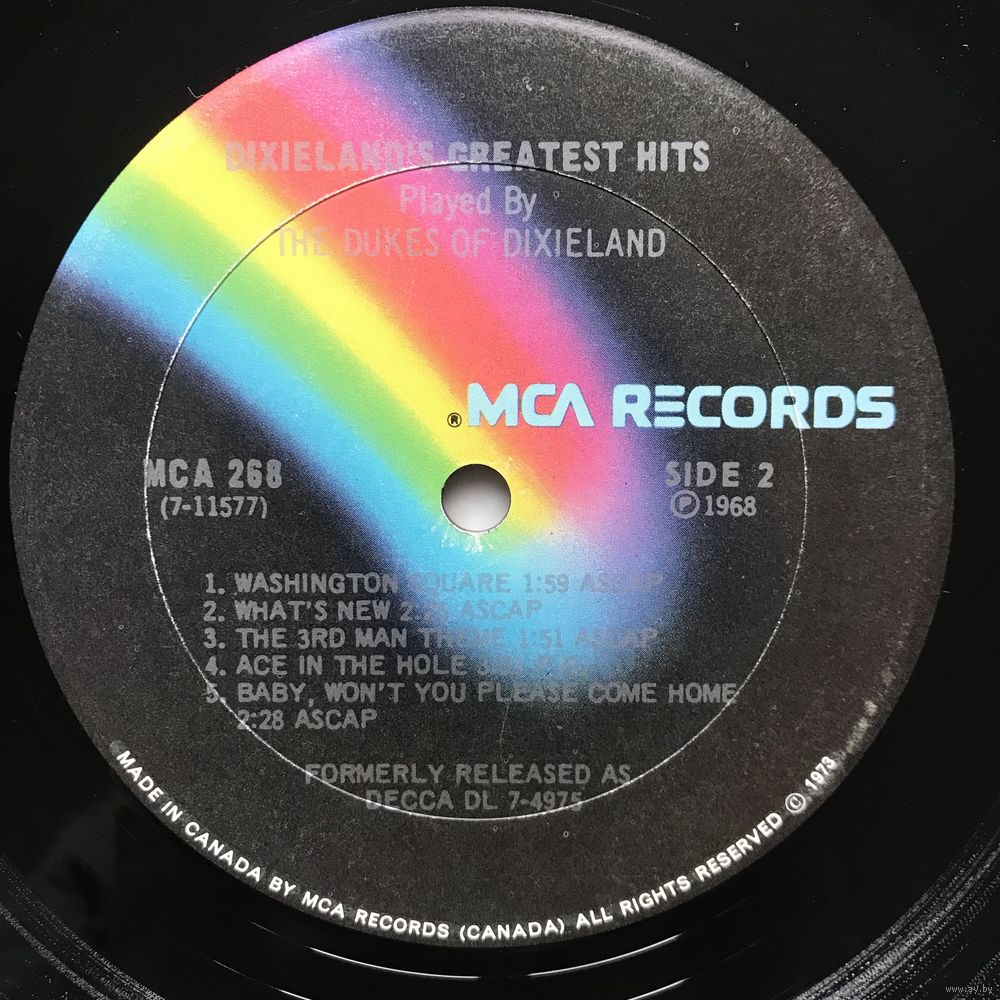 DIXIELAND'S GREATEST HITS
Played By
THE DUKES OF DIXIELAND
® MCA RECORDS
MCA 268
(7-11577)
SIDE 2
℗ 1968
1. WASHINGTON SQUARE 1:59 ASCAP
2. WHAT'S NEW ASCAP
3. THE 3RD MAN THEME 1:51 ASCAP
4. ACE IN THE HOLE
5. BABY, WON'T YOU PLEASE COME HOME
2:28 ASCAP
FORMERLY RELEASED AS
DECCA DL 7-4975
MADE IN CANADA BY MCA RECORDS (CANADA) ALL RIGHTS RESERVED © 1973
www.ay.by